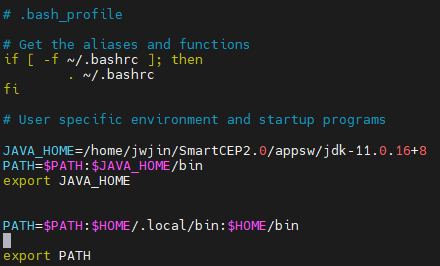 # .bash_profile
# Get the aliases and functions
if [ -f ~/.bashrc ]; then
. ~/.bashrc
fi
# User specific environment and startup programs
JAVA_HOME=/home/jwjin/SmartCEP2.0/appsw/jdk-11.0.16+8
PATH=$PATH:$JAVA_HOME/bin
export JAVA_HOME
PATH=$PATH:$HOME/.local/bin:$HOME/bin
export PATH